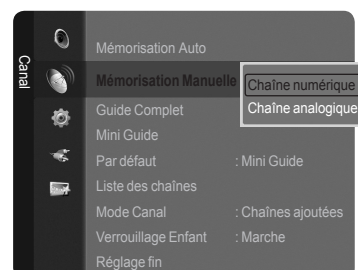 Canal
Mémorisation Auto
Mémorisation Manuelle
Chaîne numérique
Chaîne analogique
Guide Complet
Mini Guide
Par défaut : Mini Guide
Liste des chaînes
Mode Canal : Chaînes ajoutées
Verrouillage Enfant : Marche
Réglage fin